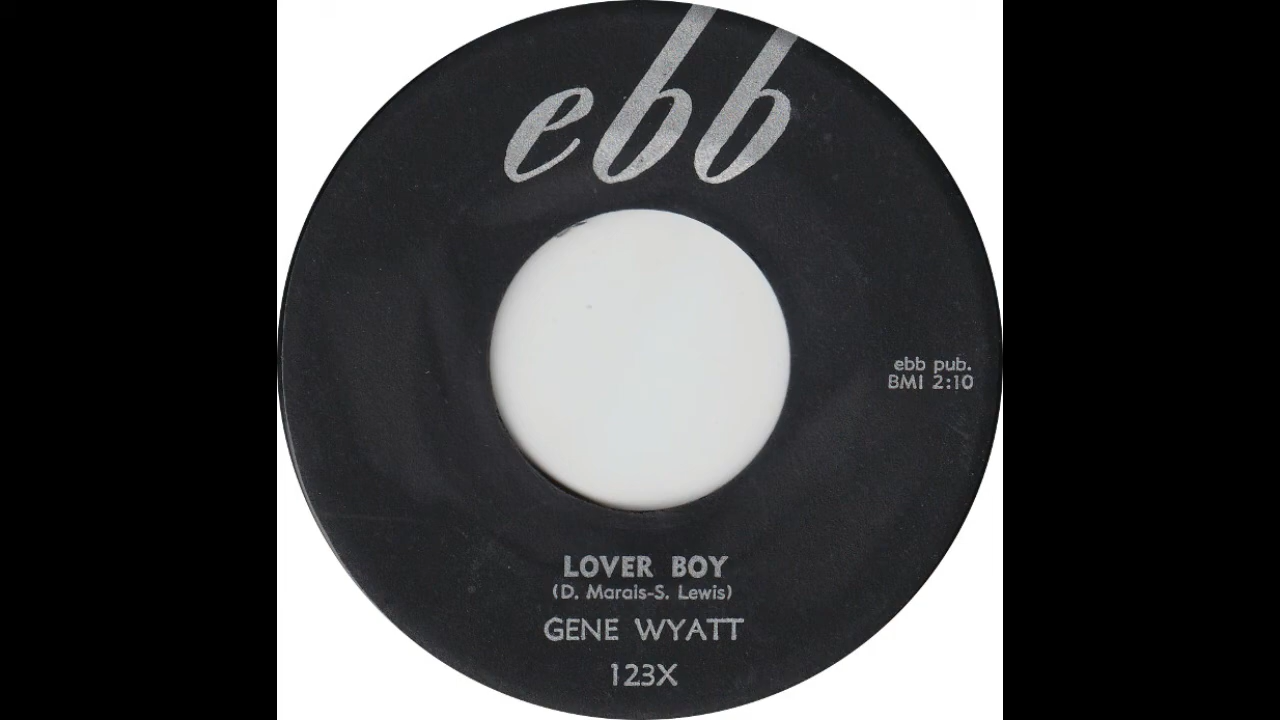 ebb
ebb pub.
BMI 2:10
LOVER BOY
(D. Marais-S. Lewis)
GENE WYATT
123X